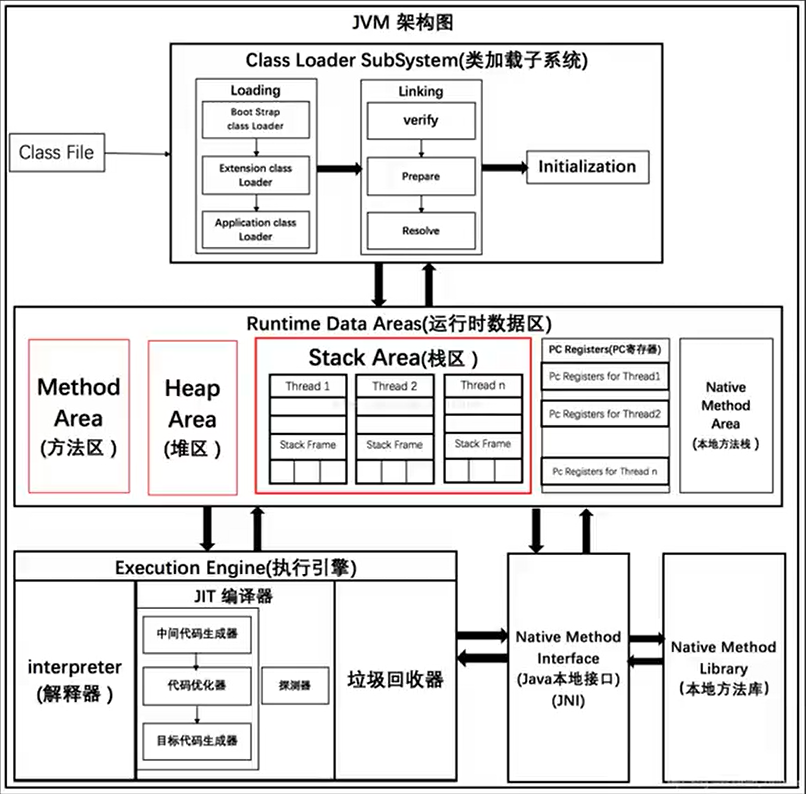 JVM 架构图
Class Loader SubSystem(类加载子系统)
Loading
Boot Strap
class Loader
Extension class
Loader
Application class
Loader
Linking
verify
Prepare
Resolve
Initialization
Class File
Runtime Data Areas(运行时数据区)
Method
Area
(方法区)
Heap
Area
(堆区)
Stack Area(栈区)
Thread 1
Stack Frame
Thread 2
Stack Frame
Thread n
Stack Frame
PC Registers(PC寄存器)
Pc Registers for Thread1
Pc Registers for Thread2
Pc Registers for Thread n
Native
Method
Area
(本地方法栈)
Execution Engine(执行引擎)
interpreter
(解释器)
JIT 编译器
中间代码生成器
代码优化器
目标代码生成器
探测器
垃圾回收器
Native Method
Interface
(Java本地接口)
(JNI)
Native Method
Library
(本地方法库)